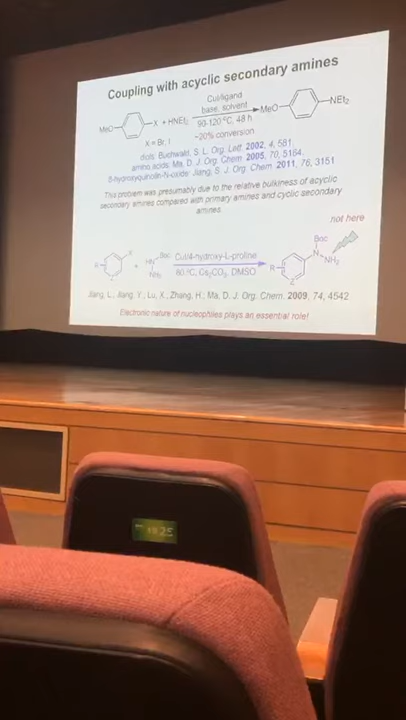 Coupling with acyclic secondary amines
CuI/ligand
base, solvent
MeO X + HNEt2 MeO NEt2
90-120 °C, 48 h
X = Br, I ~20% conversion
diols: Buchwald, S. L. Org. Lett. 2002, 4, 581.
amino acids: Ma, D. J. Org. Chem. 2005, 70, 5164.
8-hydroxyquinolin-N-oxide: Jiang, S. J. Org. Chem. 2011, 76, 3151
This problem was presumably due to the relative bulkiness of acyclic
secondary amines compared with primary amines and cyclic secondary
amines
not here
Boc
R X + HN Boc CuI/4-hydroxy-L-proline R N NH2
NH2 80 °C, Cs2CO3, DMSO
Z Z
Jiang, L.; Jiang, Y.; Lu, X.; Zhang, H.; Ma, D. J. Org. Chem. 2009, 74, 4542
Electronic nature of nucleophiles plays an essential role!